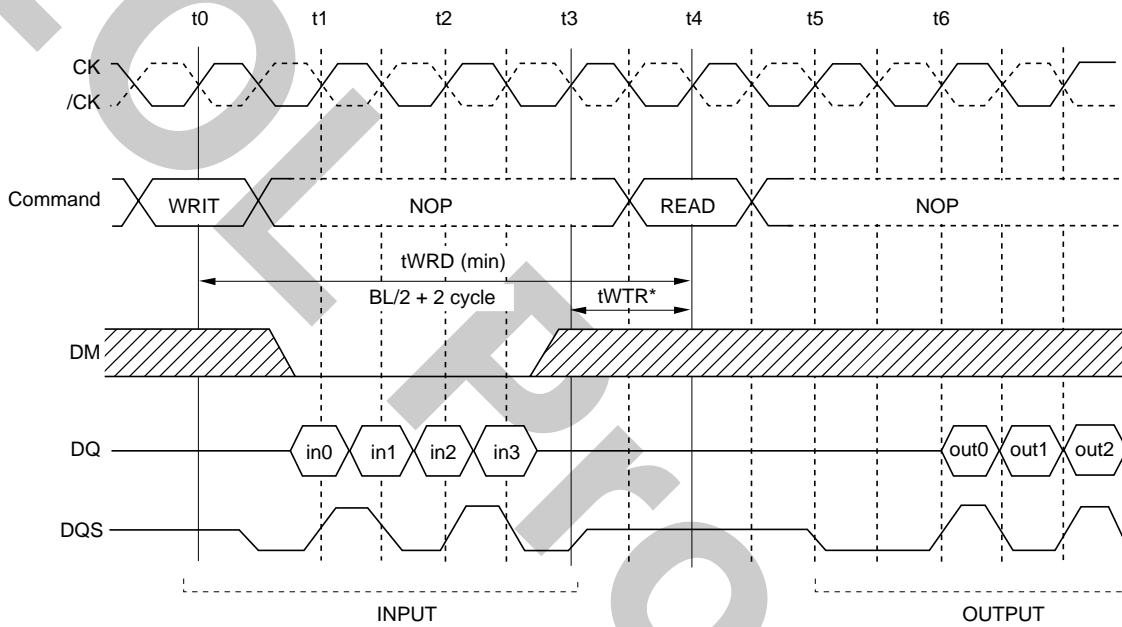 t0 t1 t2 t3 t4 t5 t6
CK
/CK
Command WRIT NOP READ NOP
tWRD (min)
BL/2 + 2 cycle tWTR*
DM
DQ in0 in1 in2 in3 out0 out1 out2
DQS
INPUT OUTPUT